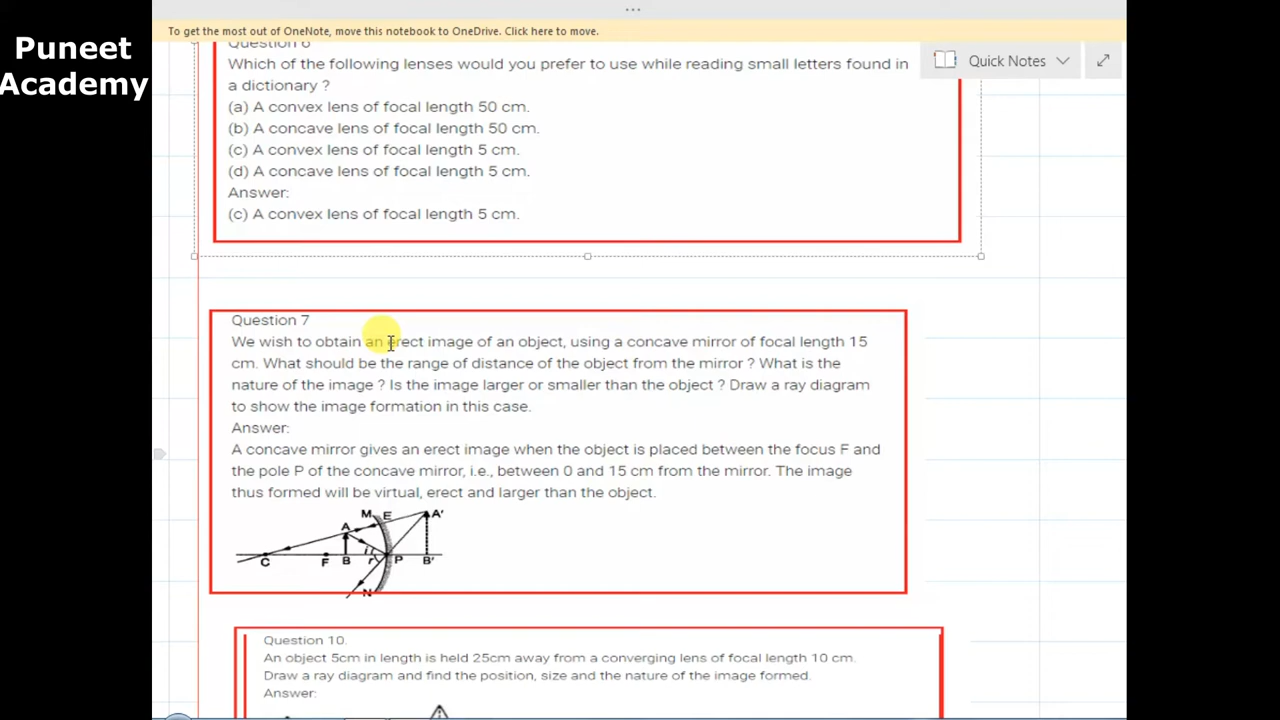 Puneet
Academy
To get the most out of OneNote, move this notebook to OneDrive. Click here to move.
Quick Notes
Question 6
Which of the following lenses would you prefer to use while reading small letters found in
a dictionary ?
(a) A convex lens of focal length 50 cm.
(b) A concave lens of focal length 50 cm.
(c) A convex lens of focal length 5 cm.
(d) A concave lens of focal length 5 cm.
Answer:
(c) A convex lens of focal length 5 cm.
Question 7
We wish to obtain an erect image of an object, using a concave mirror of focal length 15
cm. What should be the range of distance of the object from the mirror ? What is the
nature of the image ? Is the image larger or smaller than the object ? Draw a ray diagram
to show the image formation in this case.
Answer:
A concave mirror gives an erect image when the object is placed between the focus F and
the pole P of the concave mirror, i.e., between 0 and 15 cm from the mirror. The image
thus formed will be virtual, erect and larger than the object.
M E A'
A
i
r
C F B P B'
N
Question 10.
An object 5cm in length is held 25cm away from a converging lens of focal length 10 cm.
Draw a ray diagram and find the position, size and the nature of the image formed.
Answer: